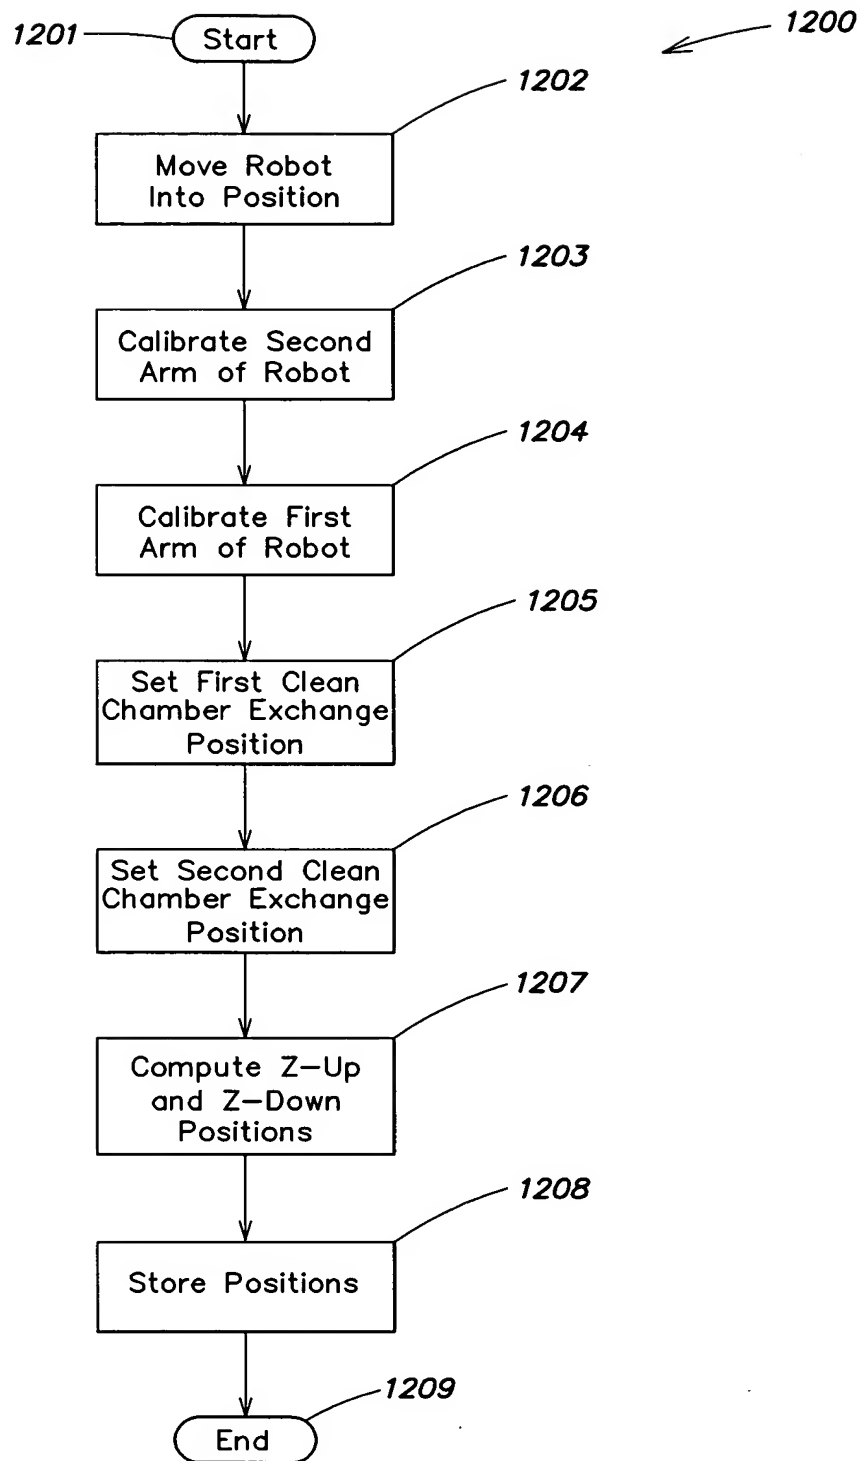 1201
Start
1200
1202
Move Robot
Into Position
1203
Calibrate Second
Arm of Robot
1204
Calibrate First
Arm of Robot
1205
Set First Clean
Chamber Exchange
Position
1206
Set Second Clean
Chamber Exchange
Position
1207
Compute Z-Up
and Z-Down
Positions
1208
Store Positions
1209
End